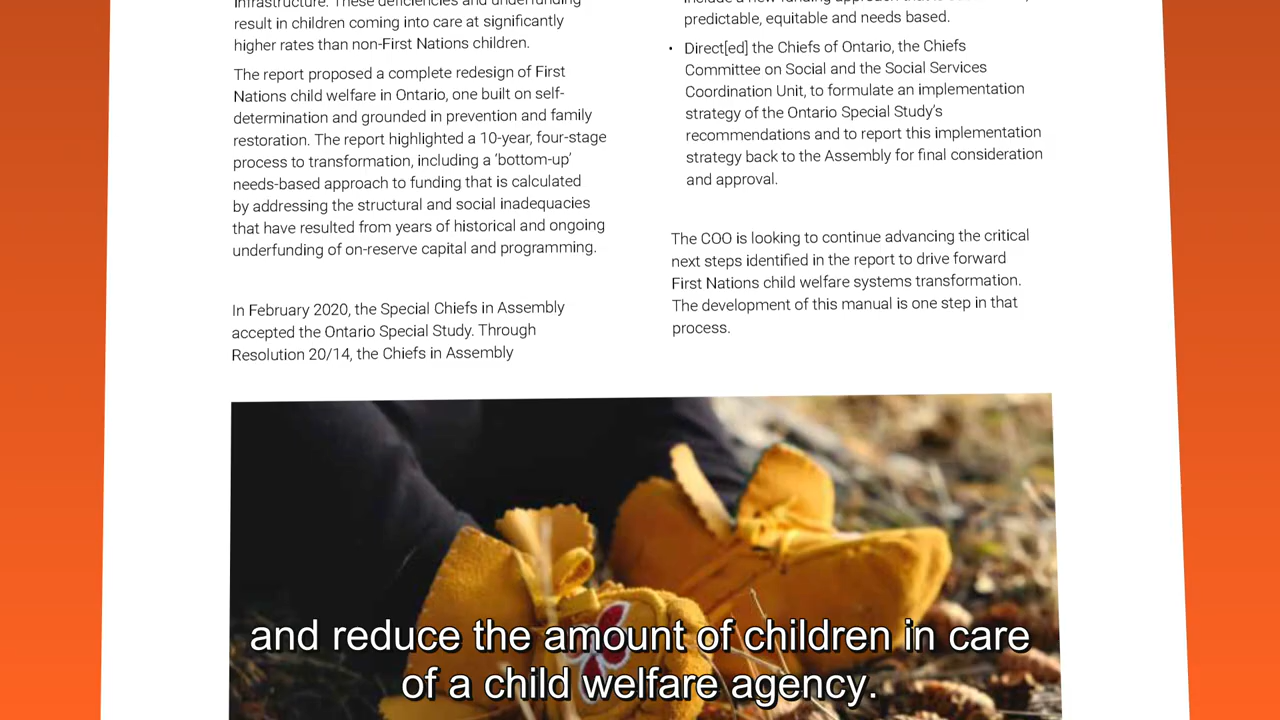 result in children coming into care at significantly
higher rates than non-First Nations children.
The report proposed a complete redesign of First
Nations child welfare in Ontario, one built on self-
determination and grounded in prevention and family
restoration. The report highlighted a 10-year, four-stage
process to transformation, including a ‘bottom-up’
needs-based approach to funding that is calculated
by addressing the structural and social inadequacies
that have resulted from years of historical and ongoing
underfunding of on-reserve capital and programming.
In February 2020, the Special Chiefs in Assembly
accepted the Ontario Special Study. Through
Resolution 20/14, the Chiefs in Assembly
predictable, equitable and needs based.
• Direct[ed] the Chiefs of Ontario, the Chiefs
Committee on Social and the Social Services
Coordination Unit, to formulate an implementation
strategy of the Ontario Special Study’s
recommendations and to report this implementation
strategy back to the Assembly for final consideration
and approval.
The COO is looking to continue advancing the critical
next steps identified in the report to drive forward
First Nations child welfare systems transformation.
The development of this manual is one step in that
process.
and reduce the amount of children in care
of a child welfare agency.